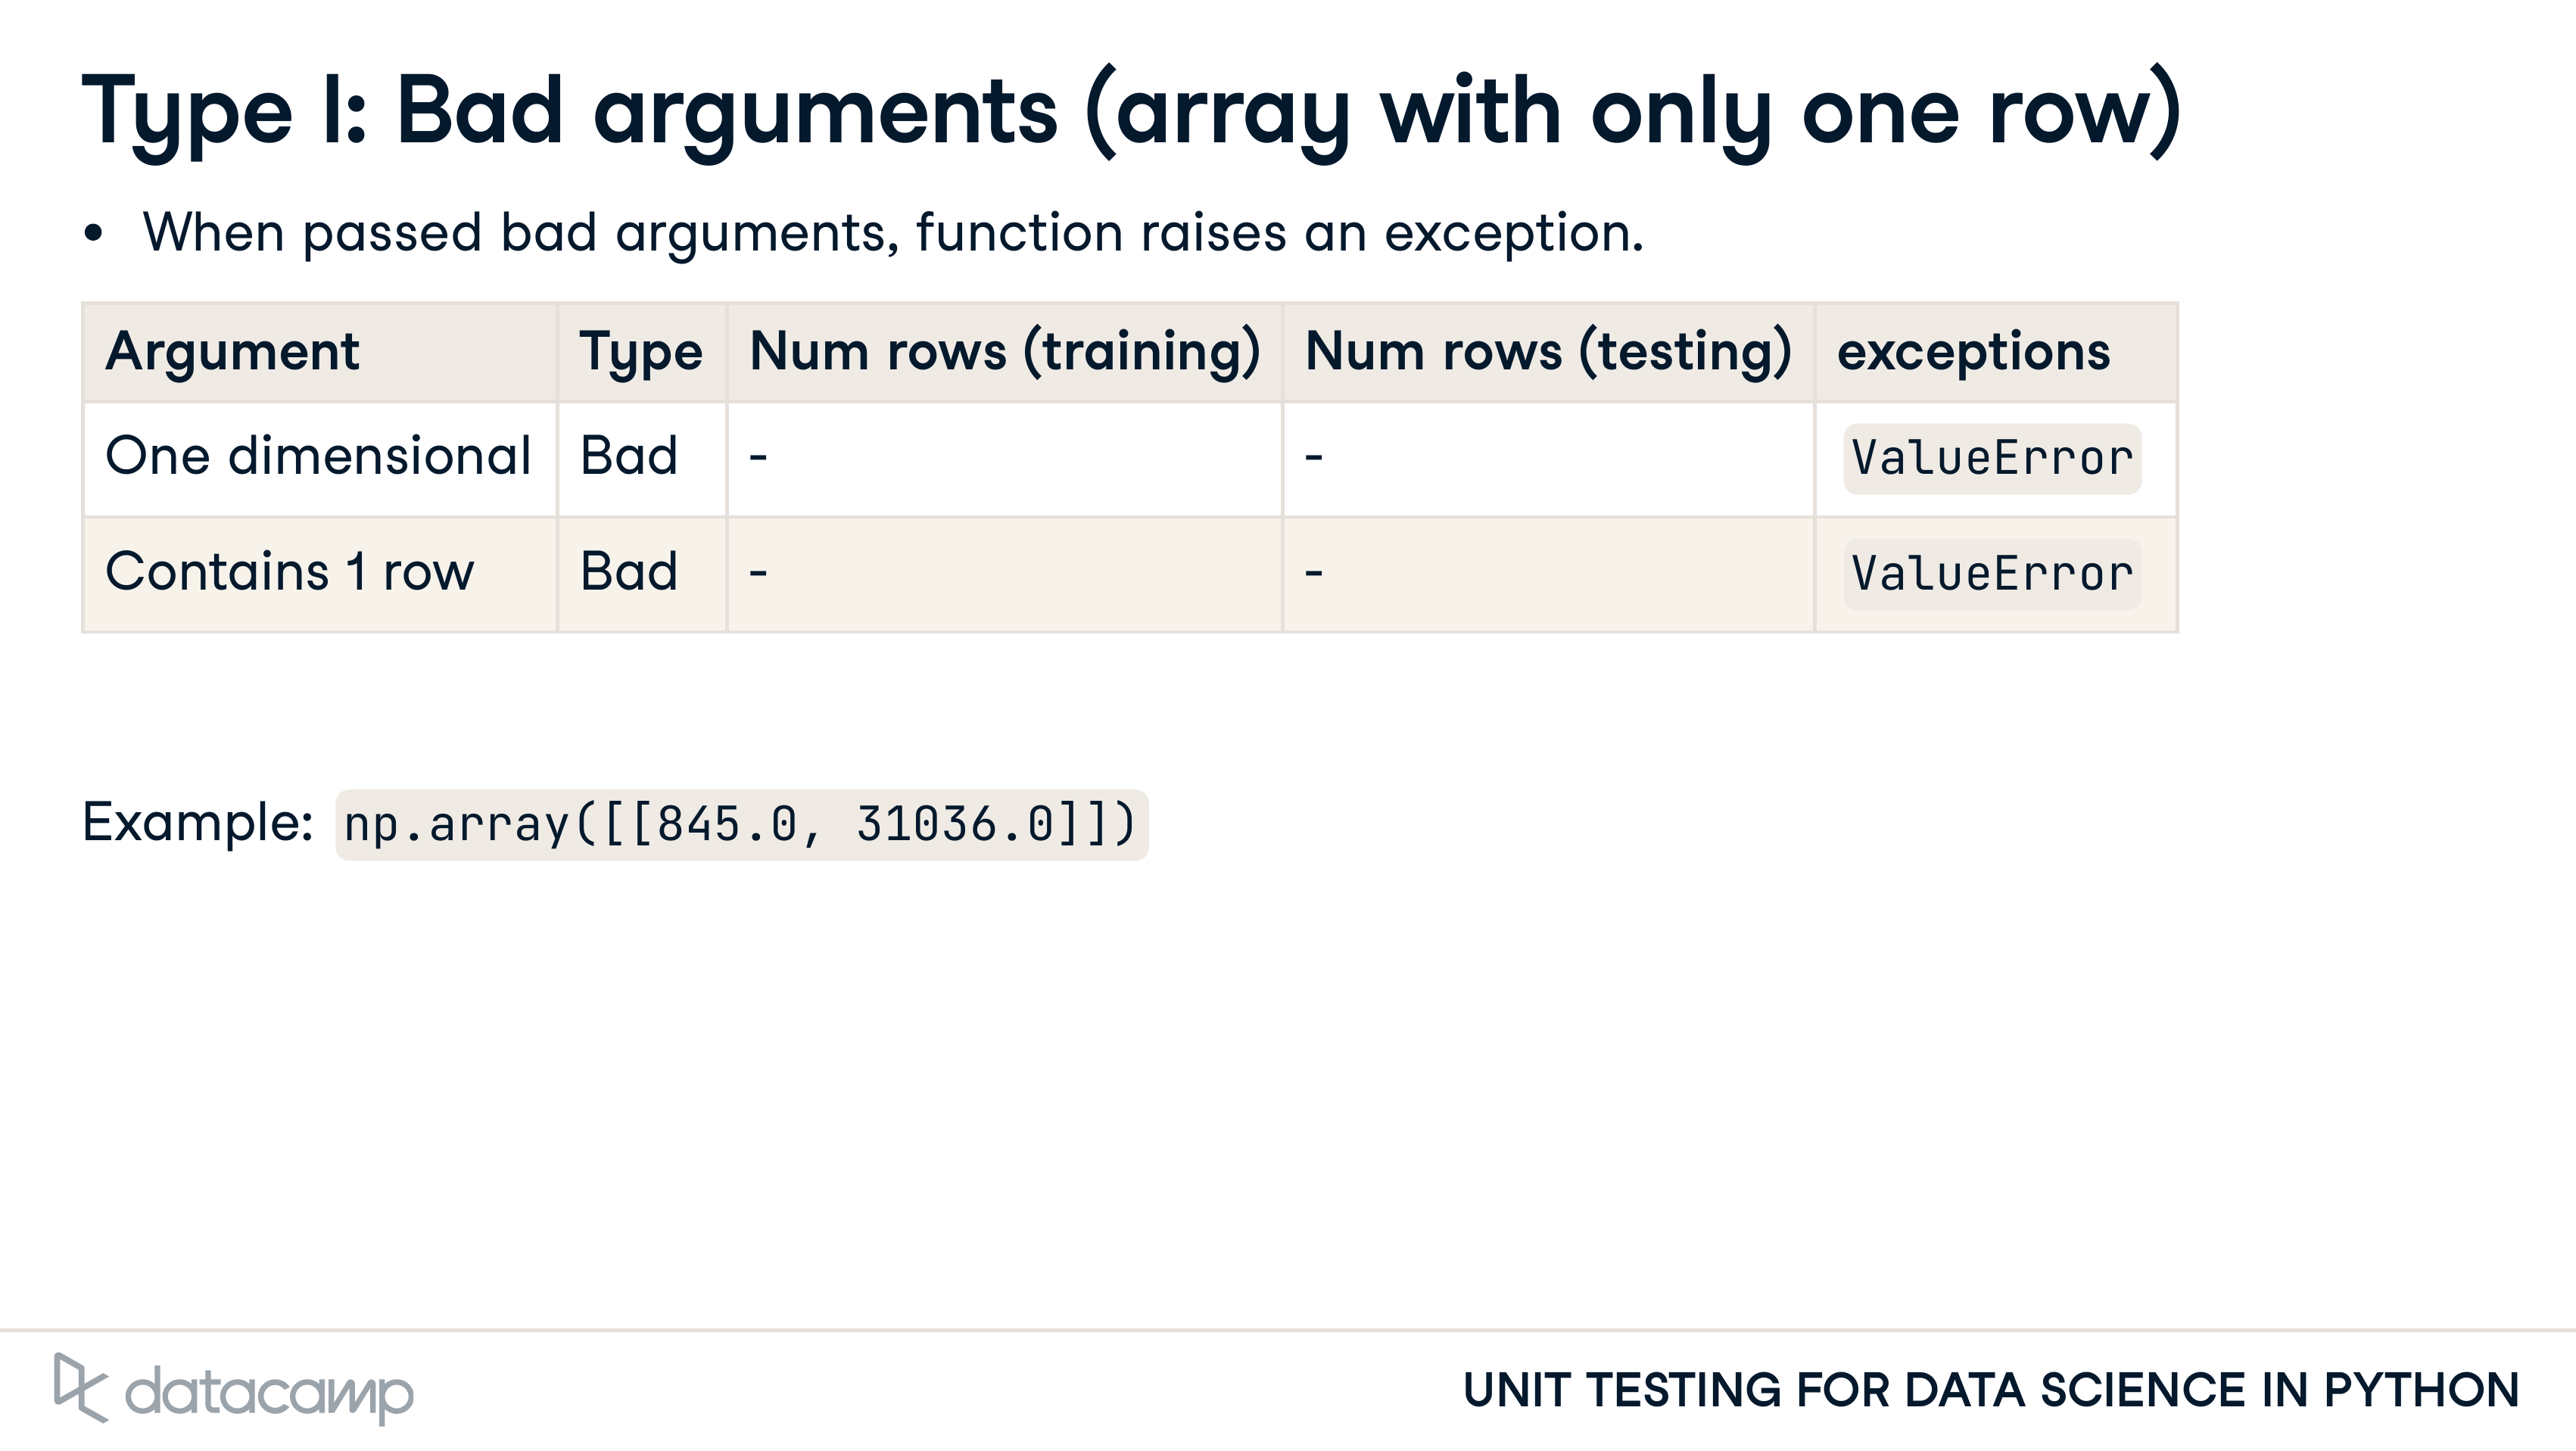 Type I: Bad arguments (array with only one row)
• When passed bad arguments, function raises an exception.
Argument Type Num rows (training) Num rows (testing) exceptions
One dimensional Bad - - ValueError
Contains 1 row Bad - - ValueError
Example: np.array([[845.0, 31036.0]])
datacamp
UNIT TESTING FOR DATA SCIENCE IN PYTHON